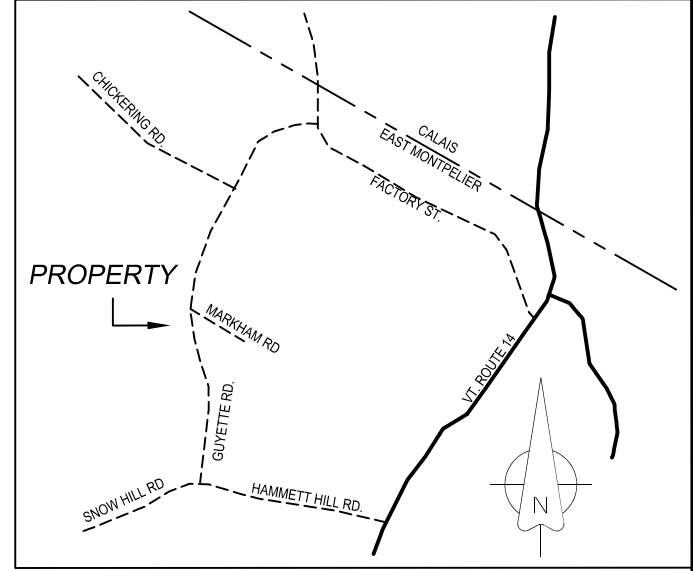 CHICKERING RD.
CALAIS
EAST MONTPELIER
FACTORY ST.
PROPERTY
MARKHAM RD
VT. ROUTE 14
GUYETTE RD.
SNOW HILL RD
HAMMETT HILL RD.
N